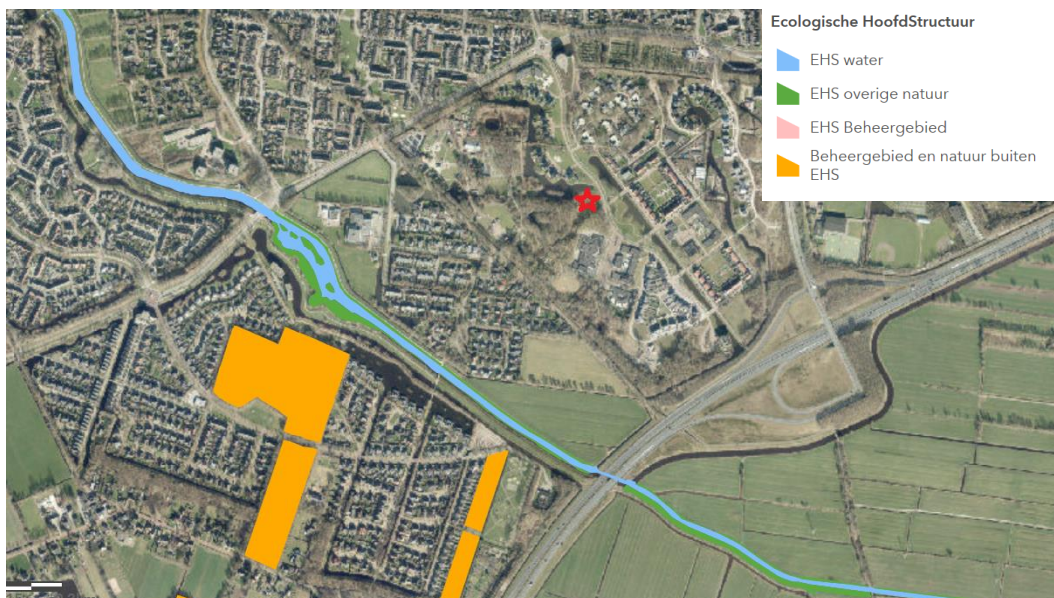 Ecologische HoofdStructuur
EHS water
EHS overige natuur
EHS Beheergebied
Beheergebied en natuur buiten
EHS